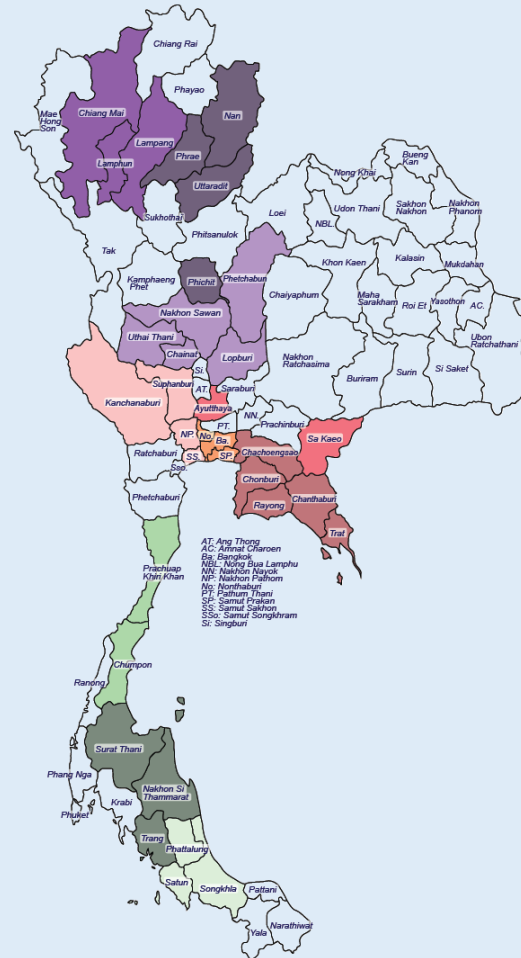 Chiang Rai
Phayao
Mae
Hong
Son
Chiang Mai
Nan
Lampang
Phrae
Lamphun
Uttaradit
Sukhothai
Loei
Nong Khai
Bueng
Kan
NBL.
Udon Thani
Sakhon
Nakhon
Nakhon
Phanom
Tak
Phitsanulok
Kamphaeng
Phet
Phichit
Phetchabun
Khon Kaen
Kalasin
Mukdahan
Chaiyaphum
Maha
Sarakham
Roi Et
Yasothon
AC.
Nakhon Sawan
Uthai Thani
Chainat
Lopburi
Nakhon
Ratchasima
Ubon
Ratchathani
Buriram
Surin
Si Saket
Suphanburi
Si.
Kanchanaburi
AT.
Saraburi
Ayutthaya
NN.
Prachinburi
Sa Kaeo
NP.
No.
PT.
Ba.
Ratchaburi
SS.
SP.
Chachoengsao
Sso.
Chonburi
Phetchaburi
Rayong
Chanthaburi
Trat
AT: Ang Thong
AC: Amnat Charoen
Ba: Bangkok
NBL: Nong Bua Lamphu
NN: Nakhon Nayok
NP: Nakhon Pathom
No: Nonthaburi
PT: Pathum Thani
SP: Samut Prakan
SS: Samut Sakhon
SSo: Samut Songkhram
Si: Singburi
Prachuap
Khiri Khan
Chumpon
Ranong
Surat Thani
Phang Nga
Nakhon Si
Thammarat
Krabi
Phuket
Trang
Phattalung
Satun
Songkhla
Pattani
Yala
Narathiwat